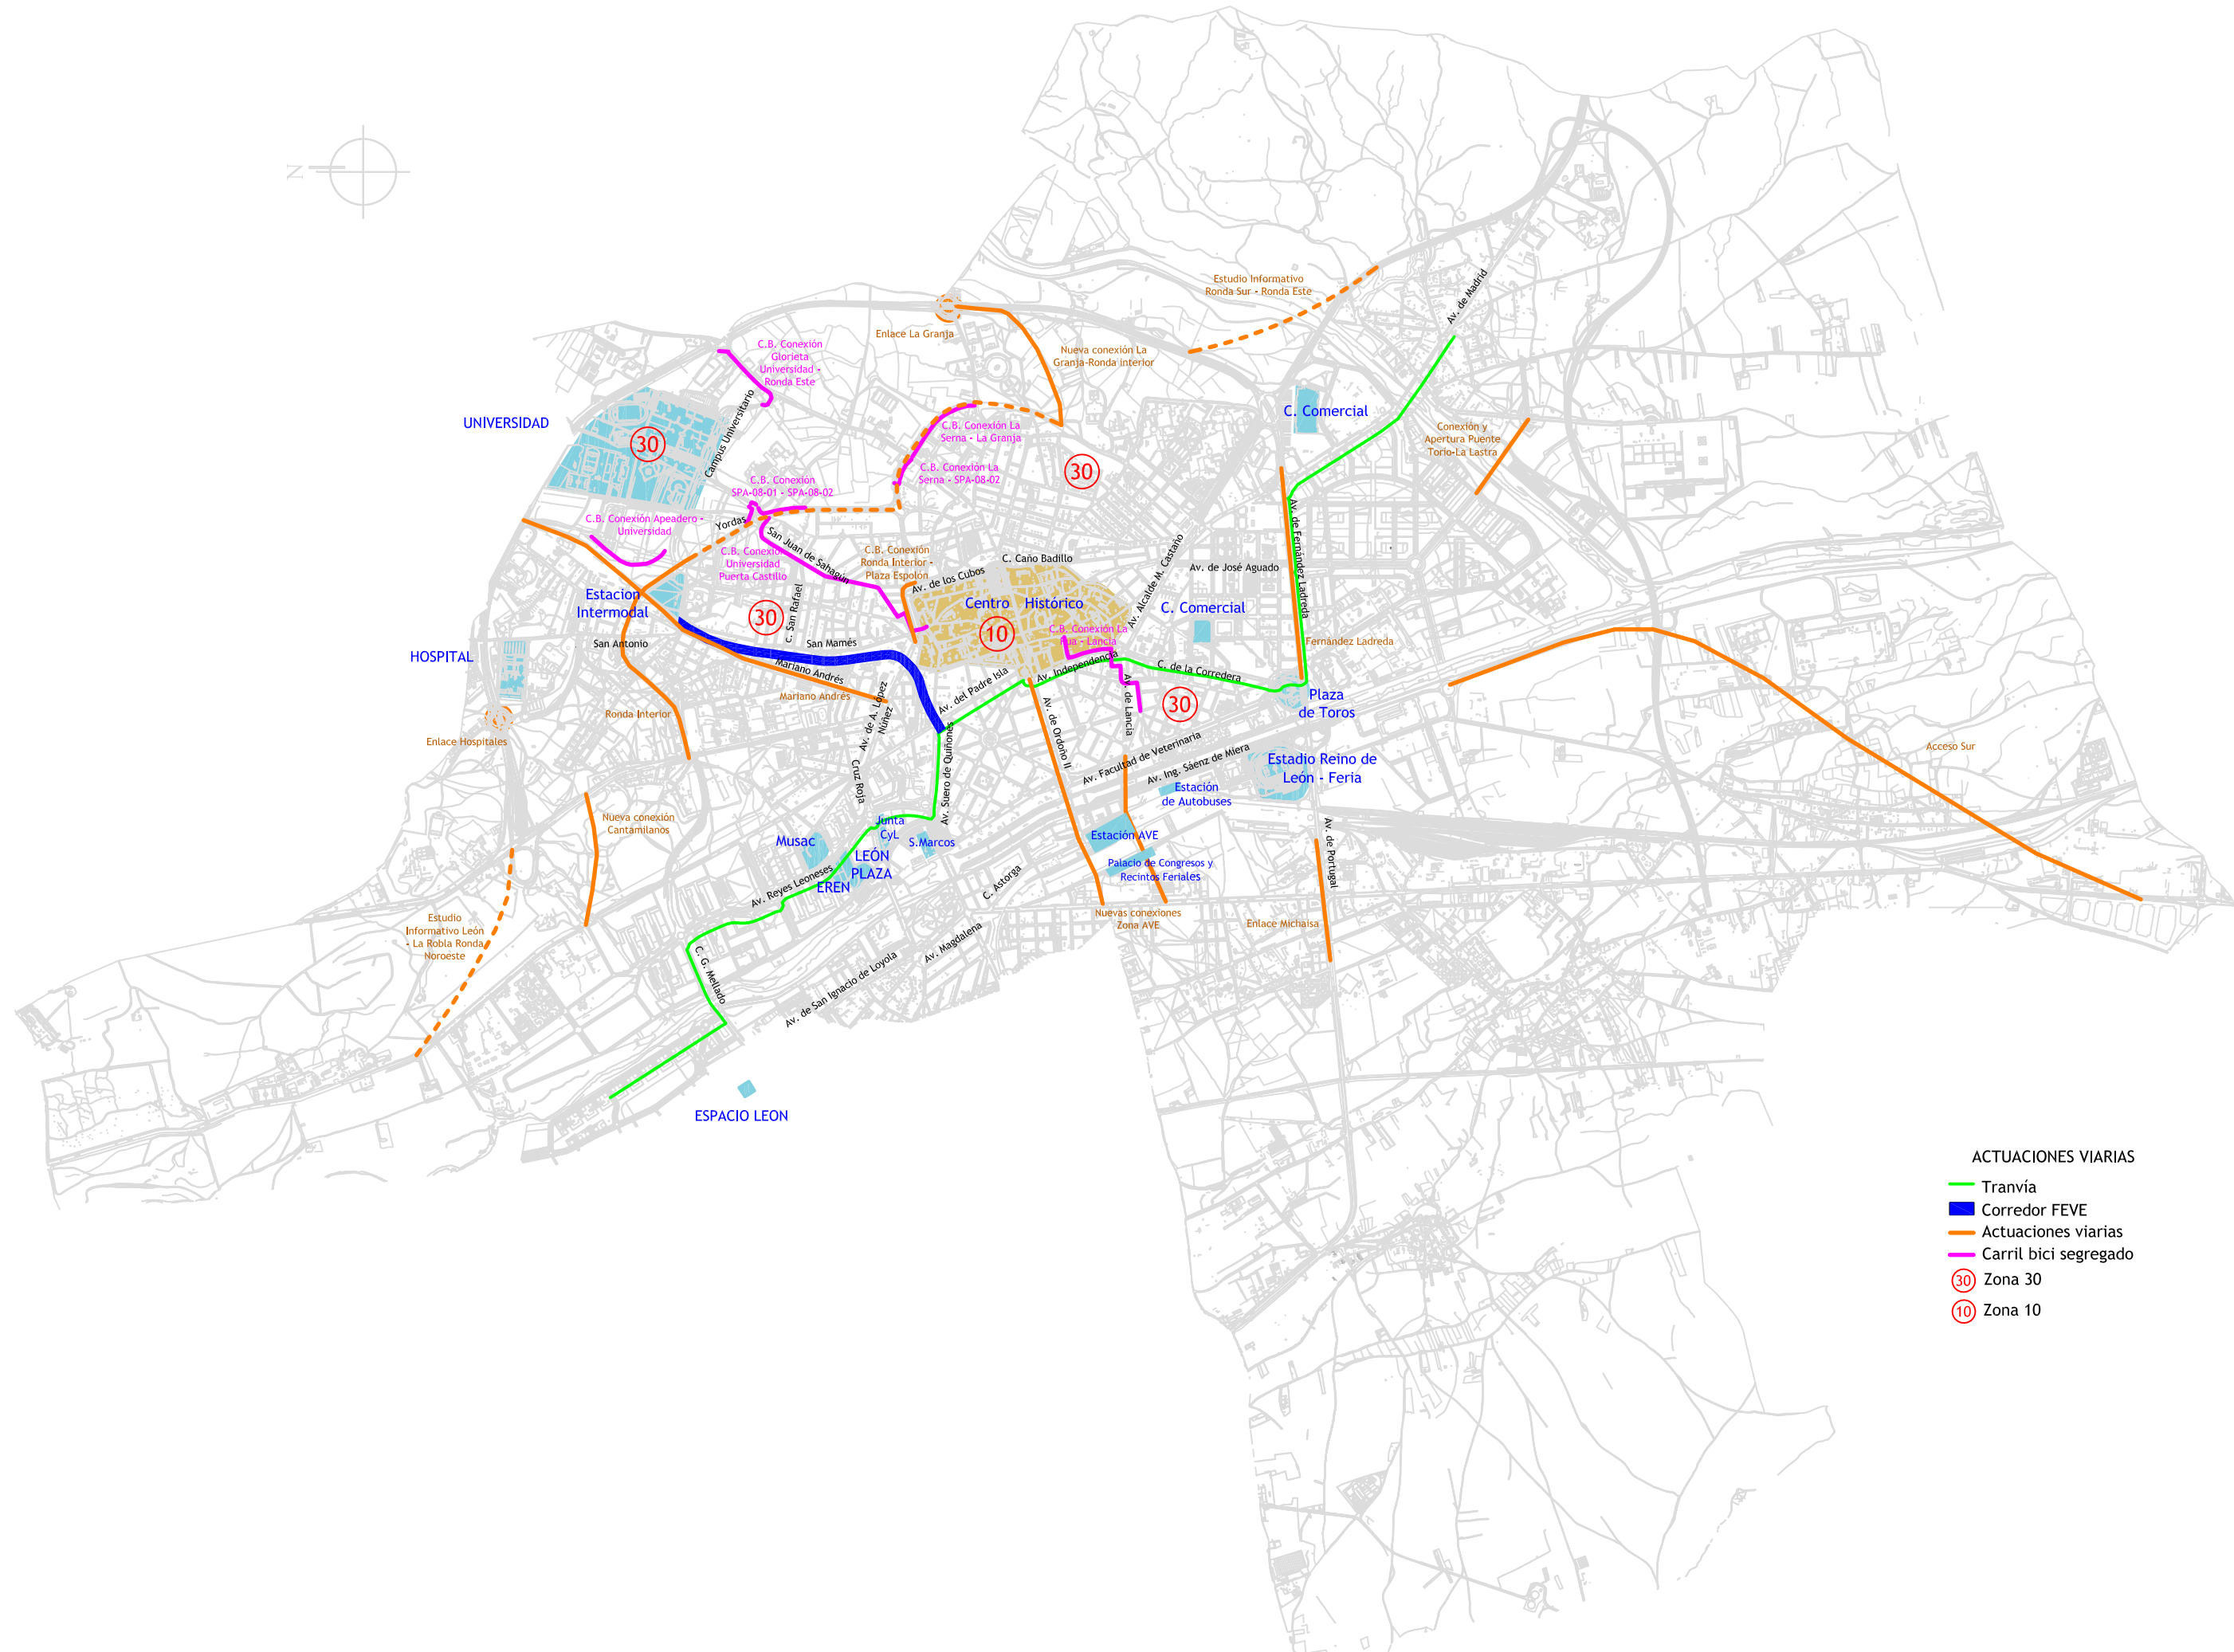 N
Estudio Informativo
Ronda Sur - Ronda Este
Av. de Madrid
Enlace La Granja
C.B. Conexión
Glorieta
Universidad -
Ronda Este
Nueva conexión La
Granja-Ronda interior
UNIVERSIDAD
30
Campus Universitario
C.B. Conexión La
Serna - La Granja
C. Comercial
Conexión y
Apertura Puente
Torio-La Lastra
C.B. Conexión La
Serna - SPA-08-02
30
C.B. Conexión
SPA-08-01 - SPA-08-02
C.B. Conexión Apeadero -
Universidad
Yordas
San Juan de Sahagún
Av. de Fernández Ladreda
C.B. Conexión
Universidad
Puerta Castillo
C.B. Conexión
Ronda Interior -
Plaza Espolón
C. Caño Badillo
Av. de los Cubos
Av. Alcalde M. Castaño
Av. de José Aguado
Estacion
Intermodal
30
c. San Rafael
Centro Histórico
10
C. Comercial
C.B. Conexión La
Rua - Lancia
Fernández Ladreda
San Antonio
San Mamés
HOSPITAL
Mariano Andrés
Mariano Andrés
Av. del Padre Isla
Av. Independencia
C. de la Corredera
Av. de Lancia
30
Plaza
de Toros
Ronda Interior
Av. de A. López
Núñez
Av. de Ordoño II
Enlace Hospitales
Cruz Roja
Av. Suero de Quiñones
Av. Facultad de Veterinaria
Av. Ing. Sáenz de Miera
Estadio Reino de
León - Feria
Acceso Sur
Estación
de Autobuses
Nueva conexión
Cantamilanos
Junta
CyL
Musac
S.Marcos
Estación AVE
Av. de Portugal
LEÓN
PLAZA
Palacio de Congresos y
Recintos Feriales
EREN
Av. Reyes Leoneses
C. Astorga
Nuevas conexiones
Zona AVE
Enlace Michaisa
Estudio
Informativo León
- La Robla Ronda
Noroeste
C. G. Mellado
Av. Magdalena
Av. de San Ignacio de Loyola
ESPACIO LEON
ACTUACIONES VIARIAS
Tranvía
Corredor FEVE
Actuaciones viarias
Carril bici segregado
30 Zona 30
10 Zona 10